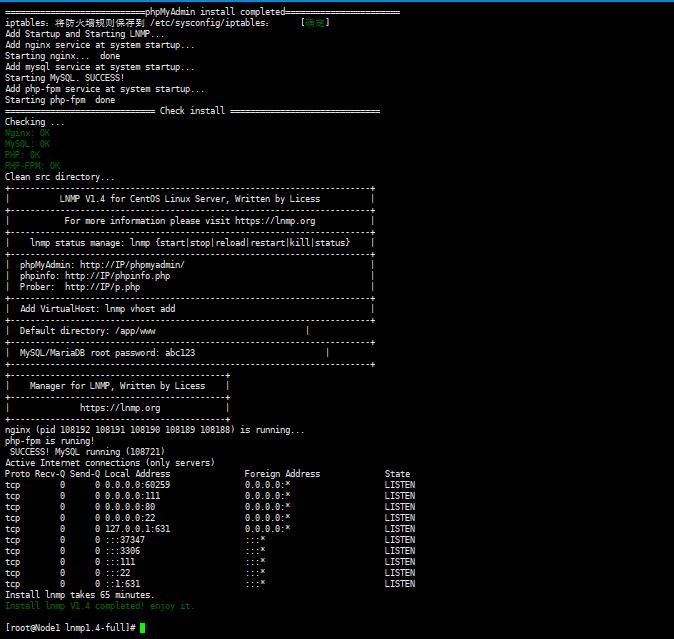 ============================phpMyAdmin install completed=======================
iptables：将防火墙规则保存到 /etc/sysconfig/iptables： [确定]
Add Startup and Starting LNMP...
Add nginx service at system startup...
Starting nginx... done
Add mysql service at system startup...
Starting MySQL. SUCCESS!
Add php-fpm service at system startup...
Starting php-fpm done
============================== Check install ==============================
Checking ...
Nginx: OK
MySQL: OK
PHP: OK
PHP-FPM: OK
Clean src directory...
+------------------------------------------------------------------------+
| LNMP V1.4 for CentOS Linux Server, Written by Licess |
+------------------------------------------------------------------------+
| For more information please visit https://lnmp.org |
+------------------------------------------------------------------------+
| lnmp status manage: lnmp {start|stop|reload|restart|kill|status} |
+------------------------------------------------------------------------+
| phpMyAdmin: http://IP/phpmyadmin/ |
| phpinfo: http://IP/phpinfo.php |
| Prober: http://IP/p.php |
+------------------------------------------------------------------------+
| Add VirtualHost: lnmp vhost add |
+------------------------------------------------------------------------+
| Default directory: /app/www |
+------------------------------------------------------------------------+
| MySQL/MariaDB root password: abc123 |
+------------------------------------------------------------------------+
+-------------------------------------------+
| Manager for LNMP, Written by Licess |
+-------------------------------------------+
| https://lnmp.org |
+-------------------------------------------+
nginx (pid 108192 108191 108190 108189 108188) is running...
php-fpm is runing!
SUCCESS! MySQL running (108721)
Active Internet connections (only servers)
Proto Recv-Q Send-Q Local Address Foreign Address State
tcp 0 0 0.0.0.0:60259 0.0.0.0:* LISTEN
tcp 0 0 0.0.0.0:111 0.0.0.0:* LISTEN
tcp 0 0 0.0.0.0:80 0.0.0.0:* LISTEN
tcp 0 0 0.0.0.0:22 0.0.0.0:* LISTEN
tcp 0 0 127.0.0.1:631 0.0.0.0:* LISTEN
tcp 0 0 :::37347 :::* LISTEN
tcp 0 0 :::3306 :::* LISTEN
tcp 0 0 :::111 :::* LISTEN
tcp 0 0 :::22 :::* LISTEN
tcp 0 0 ::1:631 :::* LISTEN
Install lnmp takes 65 minutes.
Install lnmp V1.4 completed! enjoy it.
[root@Node1 lnmp1.4-full]#